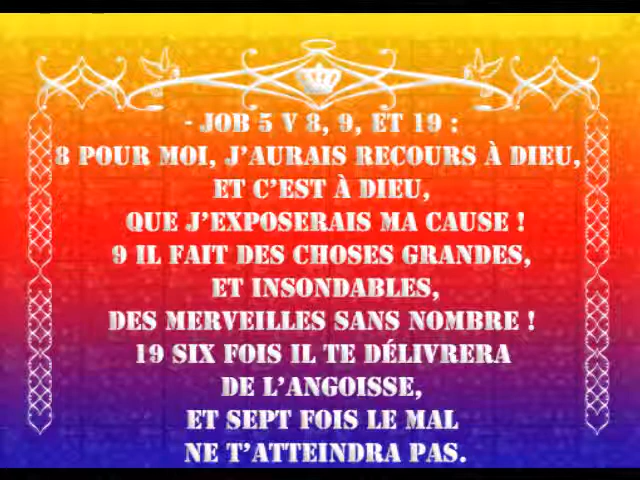 - JOB 5 V 8, 9, ET 19 :
8 POUR MOI, J'AURAIS RECOURS À DIEU,
ET C'EST À DIEU,
QUE J'EXPOSERAIS MA CAUSE !
9 IL FAIT DES CHOSES GRANDES,
ET INSONDABLES,
DES MERVEILLES SANS NOMBRE !
19 SIX FOIS IL TE DÉLIVRERA
DE L'ANGOISSE,
ET SEPT FOIS LE MAL
NE T'ATTEINDRA PAS.